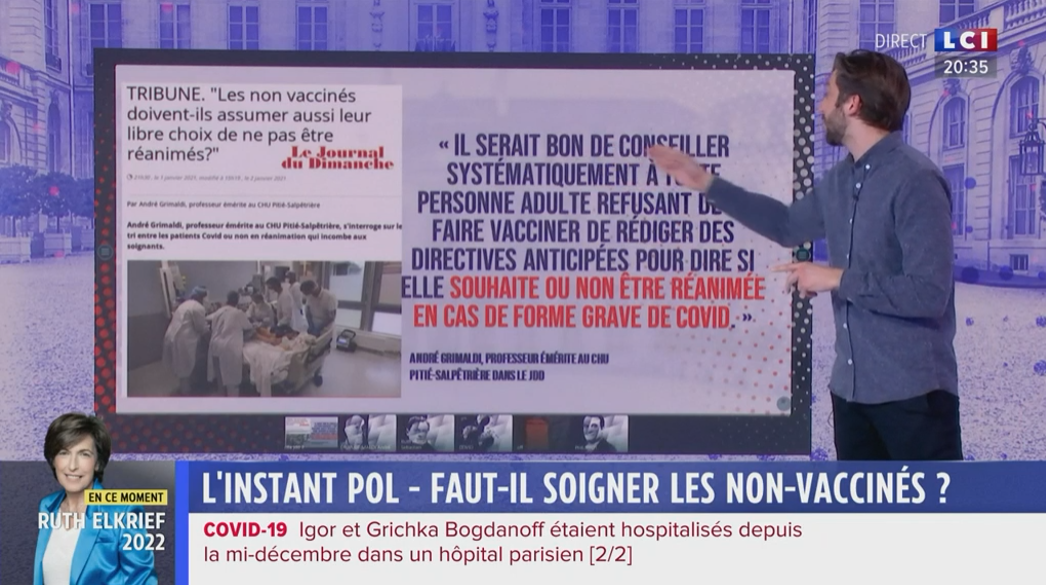 DIRECT LCI
20:35
TRIBUNE. "Les non vaccinés
doivent-ils assumer aussi leur
libre choix de ne pas être
réanimés?"
Le Journal
du Dimanche
Par André Grimaldi, professeur émérite au CHU Pitié-Salpêtrière
André Grimaldi, professeur émérite au CHU Pitié-Salpêtrière, s'interroge sur le
tri entre les patients Covid ou non en réanimation qui incombe aux
soignants.
« IL SERAIT BON DE CONSEILLER
SYSTÉMATIQUEMENT À TOUTE
PERSONNE ADULTE REFUSANT DE
FAIRE VACCINER DE RÉDIGER DES
DIRECTIVES ANTICIPÉES POUR DIRE SI
ELLE SOUHAITE OU NON ÊTRE RÉANIMÉE
EN CAS DE FORME GRAVE DE COVID. »
ANDRÉ GRIMALDI, PROFESSEUR ÉMÉRITE AU CHU
PITIÉ-SALPÊTRIÈRE DANS LE JDD
EN CE MOMENT
RUTH ELKRIEF
2022
L'INSTANT POL - FAUT-IL SOIGNER LES NON-VACCINÉS ?
COVID-19 Igor et Grichka Bogdanoff étaient hospitalisés depuis
la mi-décembre dans un hôpital parisien [2/2]